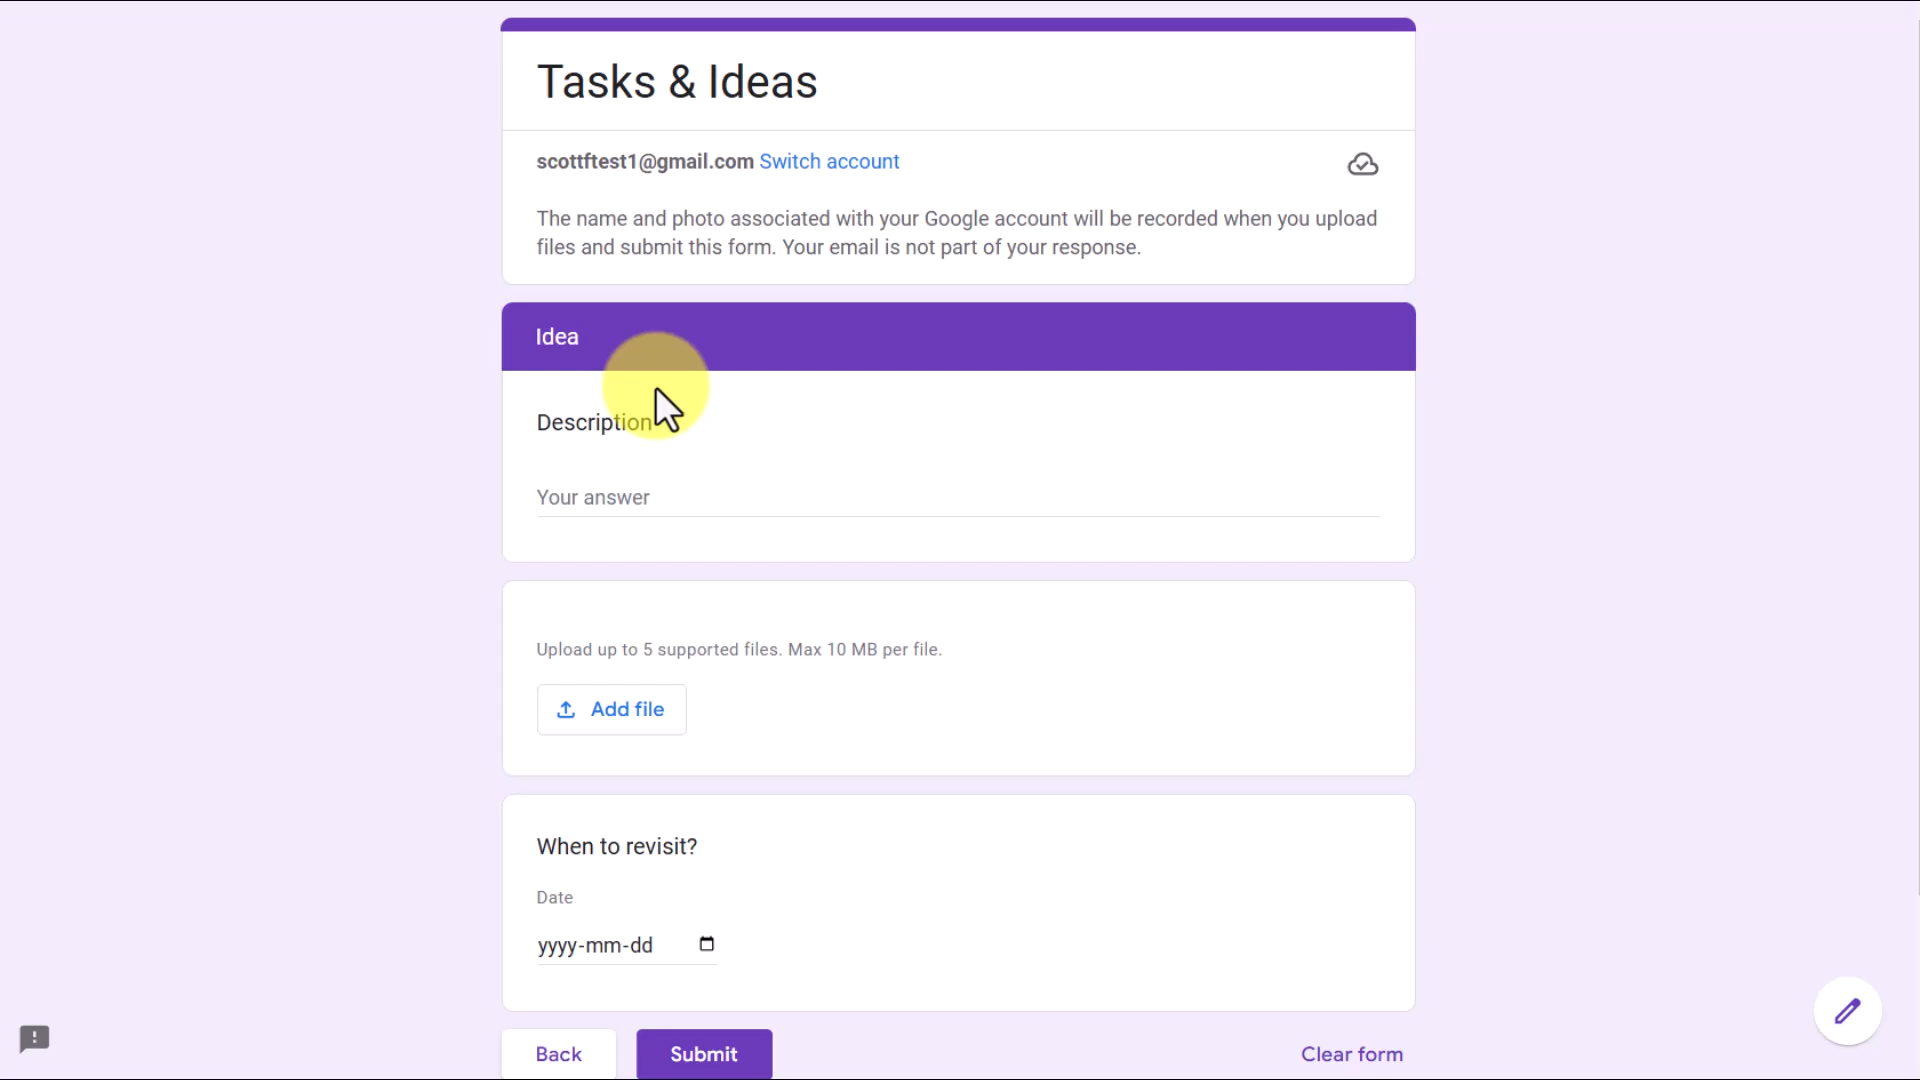 Tasks & Ideas
scottftest1@gmail.com Switch account
The name and photo associated with your Google account will be recorded when you upload
files and submit this form. Your email is not part of your response.
Idea
Description
Your answer
Upload up to 5 supported files. Max 10 MB per file.
Add file
When to revisit?
Date
yyyy-mm-dd
Back Submit Clear form